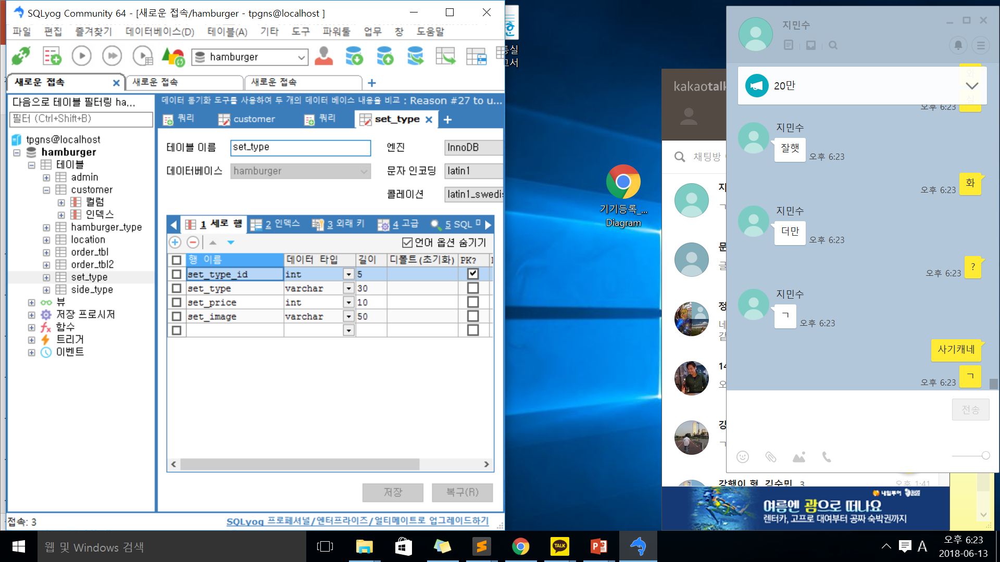 SQLyog Community 64 - [새로운 접속/hamburger - tpgns@localhost ]
파일 편집 즐겨찾기 데이터베이스(D) 테이블(A) 기타 도구 파워툴 업무 창 도움말
hamburger
새로운 접속
새로운 접속
새로운 접속
다음으로 테이블 필터링 ha...
필터 (Ctrl+Shift+B)
tpgns@localhost
hamburger
테이블
admin
customer
컬럼
인덱스
hamburger_type
location
order_tbl
order_tbl2
set_type
side_type
뷰
저장 프로시저
함수
트리거
이벤트
데이터 동기화 도구를 사용하여 두 개의 데이터 베이스 내용을 비교 : Reason #27 to u...
쿼리 customer 쿼리 set_type
테이블 이름 set_type 엔진 InnoDB
데이터베이스 hamburger 문자 인코딩 latin1
콜레이션 latin1_swedis
1 세로 행 2 인덱스 3 외래 키 4 고급 5 SQL
언어 옵션 숨기기
행 이름 데이터 타입 길이 디폴트(초기화) PK?
set_type_id int 5
set_type varchar 30
set_price int 10
set_image varchar 50
저장 복구(R)
접속: 3
SQLyog 프로페셔널/엔터프라이즈/얼티메이트로 업그레이드하기
통실
고서
기기등록_...
Diagram
kakaotalk
채팅방
지
ㄱ
문
글
정
네
같
14
오
강
ㄱ
강행이 형, 김수민 3
오후 1:41
지민수
20만
오후 6:23
지민수
잘햇
오후 6:23
화
오후 6:23
지민수
더만
오후 6:23
?
오후 6:23
지민수
ㄱ
오후 6:23
사기캐네
ㄱ
오후 6:23
전송
내일투어
여름엔 괌으로 떠나요
렌터카, 고프로 대여부터 공짜 숙박권까지
웹 및 Windows 검색
TALK
A
오후 6:23
2018-06-13